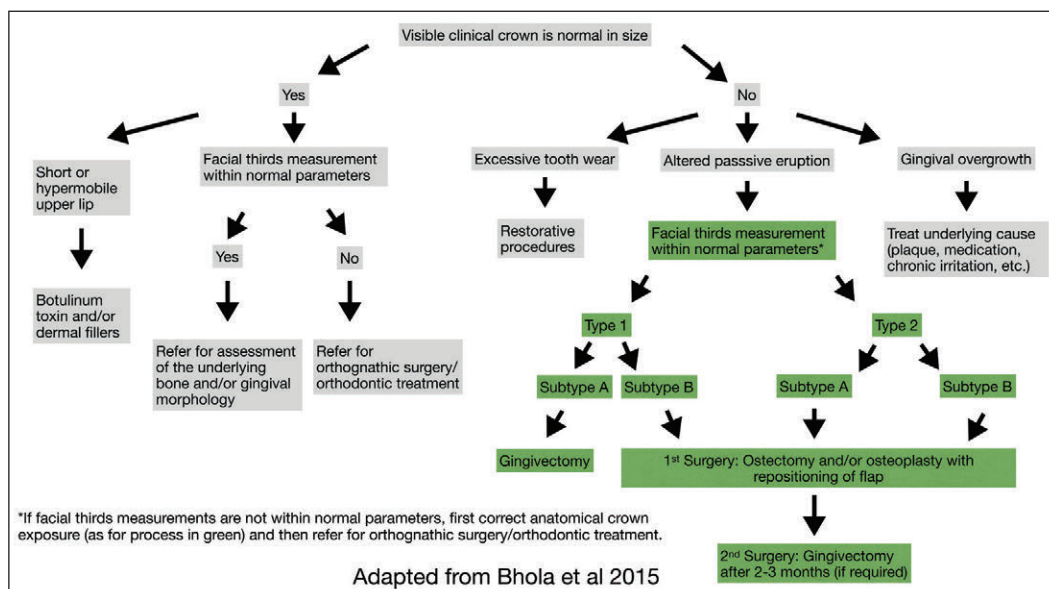 Visible clinical crown is normal in size
Yes
No
Short or
hypermobile
upper lip
Facial thirds measurement
within normal parameters
Excessive tooth wear
Altered passsive eruption
Gingival overgrowth
Yes
No
Restorative
procedures
Facial thirds measurement
within normal parameters*
Treat underlying cause
(plaque, medication,
chronic irritation, etc.)
Botulinum
toxin and/or
dermal fillers
Refer for assessment
of the underlying
bone and/or gingival
morphology
Refer for
orthognathic surgery/
orthodontic treatment
Type 1
Type 2
Subtype A
Subtype B
Subtype A
Subtype B
Gingivectomy
1st Surgery: Ostectomy and/or osteoplasty with
repositioning of flap
2nd Surgery: Gingivectomy
after 2-3 months (if required)
*If facial thirds measurements are not within normal parameters, first correct anatomical crown
exposure (as for process in green) and then refer for orthognathic surgery/orthodontic treatment.
Adapted from Bhola et al 2015